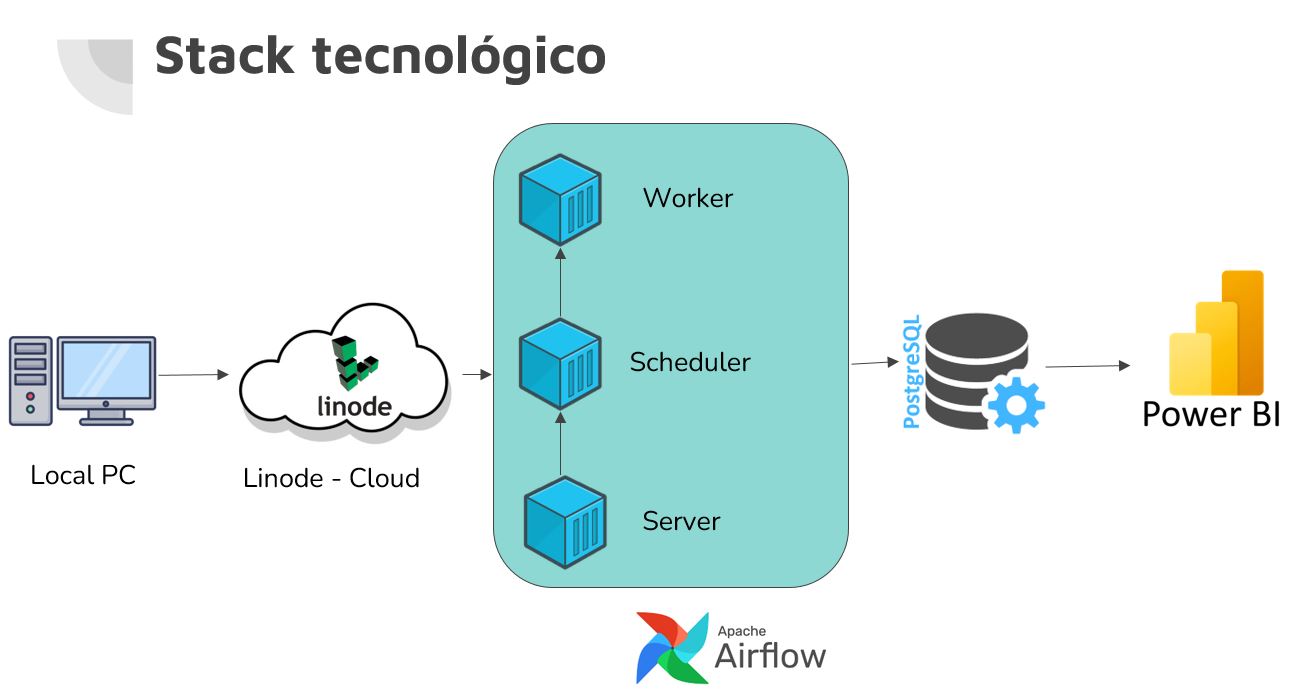 Stack tecnológico
Worker
Scheduler
Server
linode
Local PC
Linode - Cloud
PostgreSQL
Power BI
Apache
Airflow